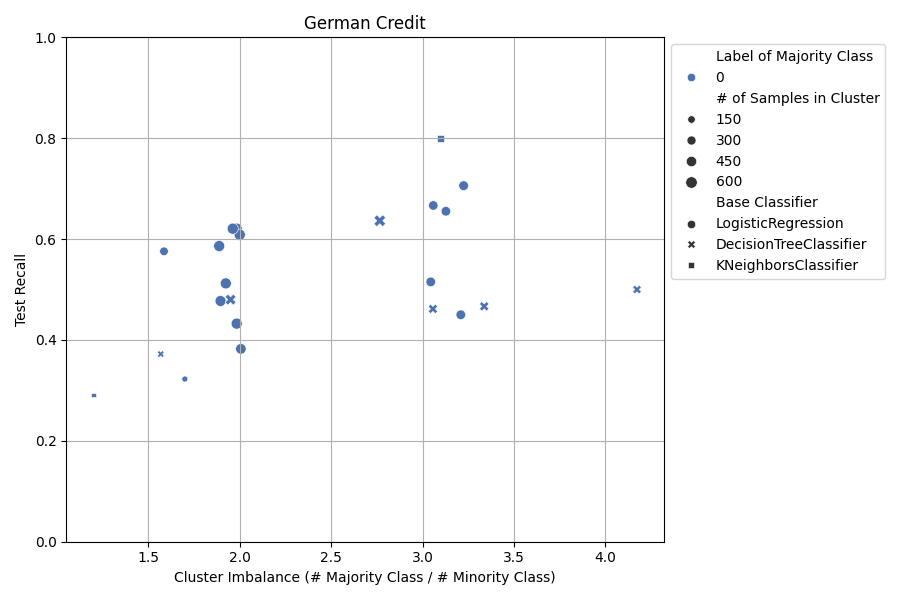 German Credit
Test Recall
1.0
0.8
0.6
0.4
0.2
0.0
1.5
2.0
2.5
3.0
3.5
4.0
Cluster Imbalance (# Majority Class / # Minority Class)
Label of Majority Class
0
# of Samples in Cluster
150
300
450
600
Base Classifier
LogisticRegression
DecisionTreeClassifier
KNeighborsClassifier